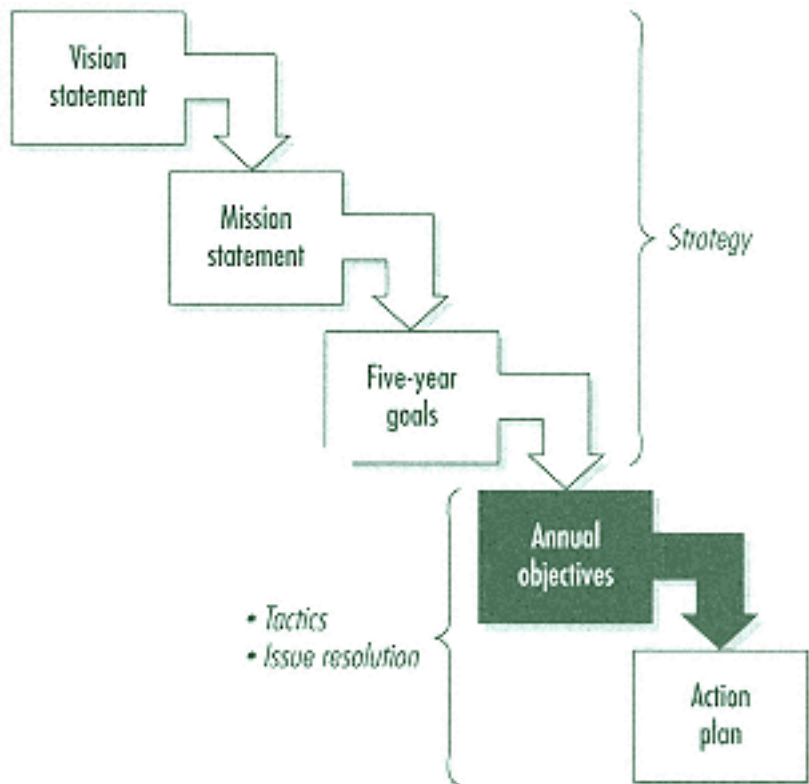 Vision
statement
Mission
statement
Strategy
Five-year
goals
Annual
objectives
• Tactics
• Issue resolution
Action
plan